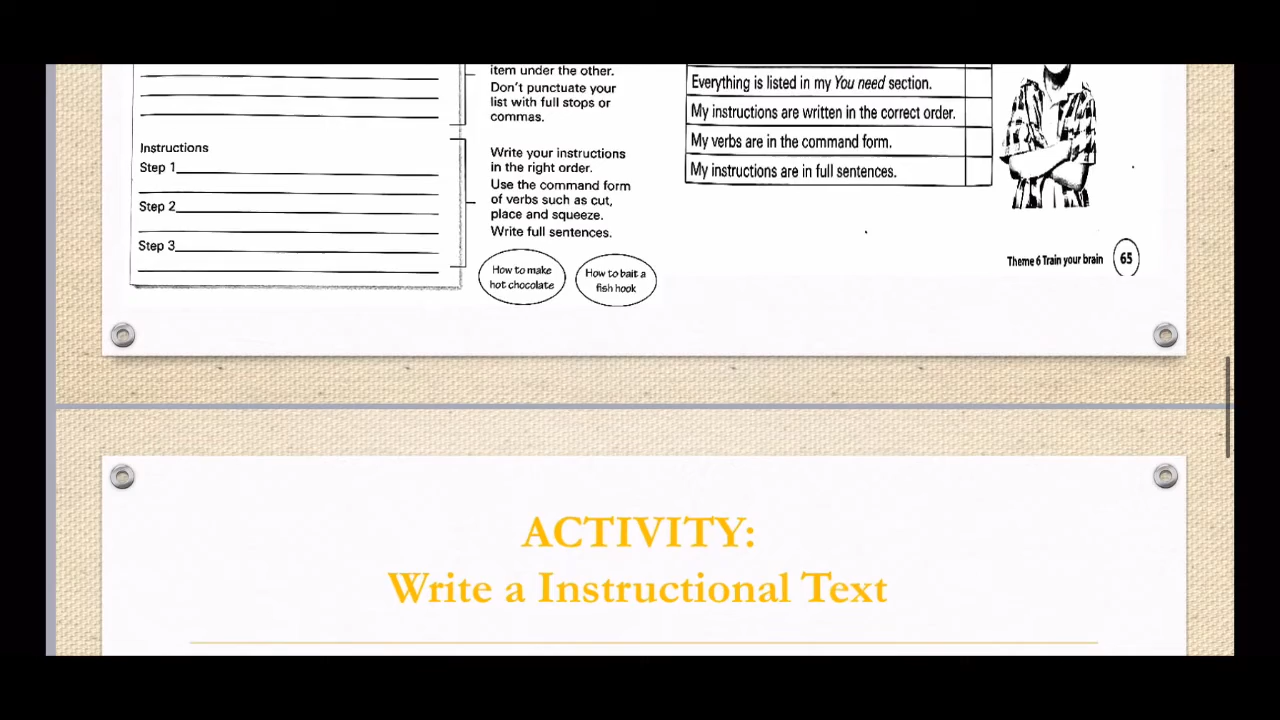 item under the other.
Don't punctuate your
list with full stops or
commas.
Instructions
Step 1
Step 2
Step 3
Write your instructions
in the right order.
Use the command form
of verbs such as cut,
place and squeeze.
Write full sentences.
How to make
hot chocolate
How to bait a
fish hook
Everything is listed in my You need section.
My instructions are written in the correct order.
My verbs are in the command form.
My instructions are in full sentences.
Theme 6 Train your brain 65
ACTIVITY:
Write a Instructional Text